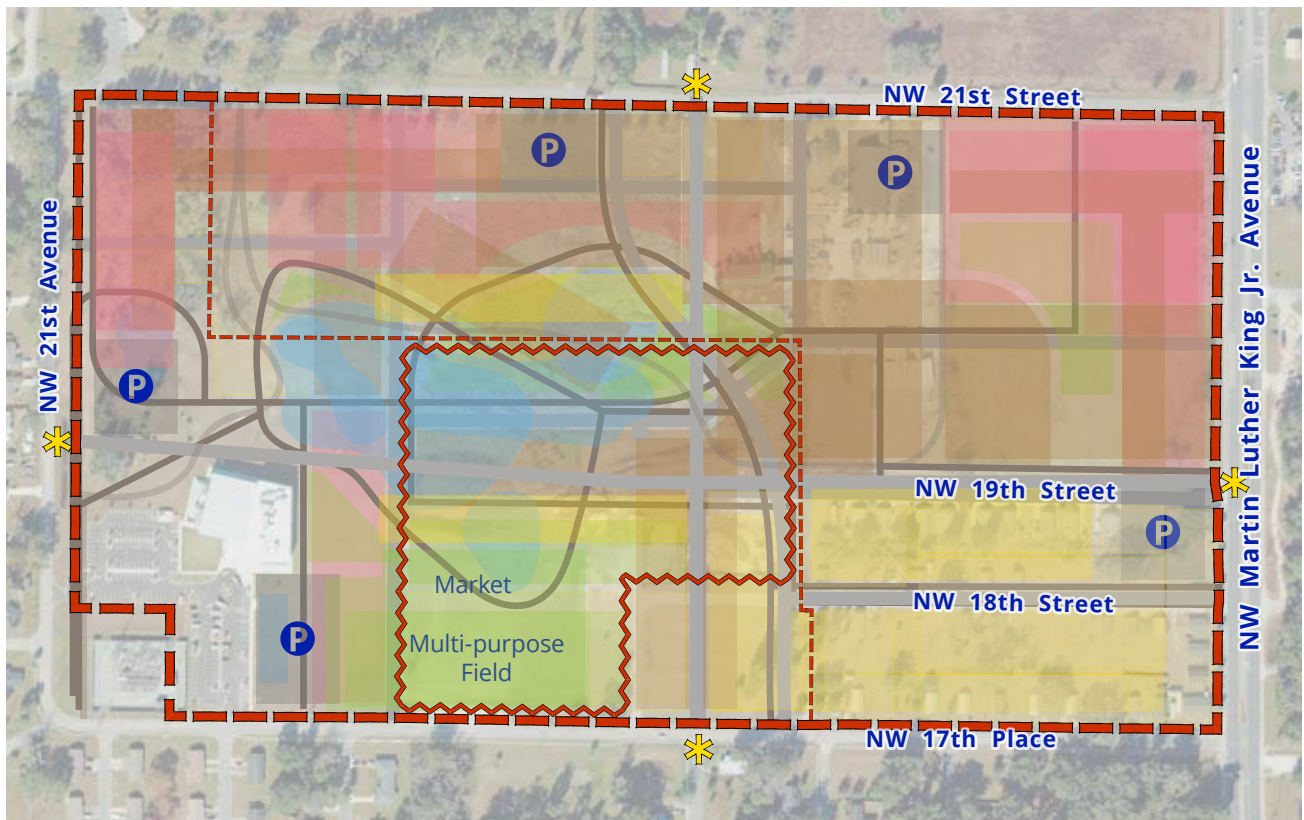 NW 21st Street
P
P
NW 21st Avenue
NW Martin Luther King Jr. Avenue
P
NW 19th Street
P
Market
NW 18th Street
Multi-purpose
Field
P
NW 17th Place